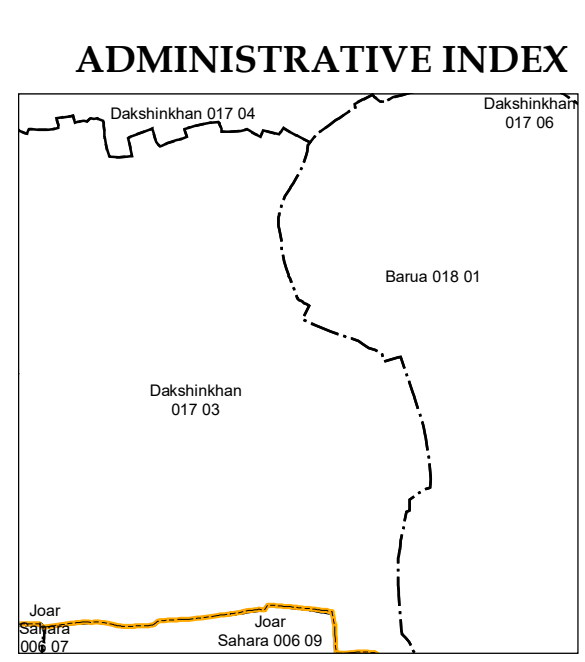 ADMINISTRATIVE INDEX
Dakshinkhan 017 04
Dakshinkhan
017 06
Barua 018 01
Dakshinkhan
017 03
Joar
Sahara
006 07
Joar
Sahara 006 09